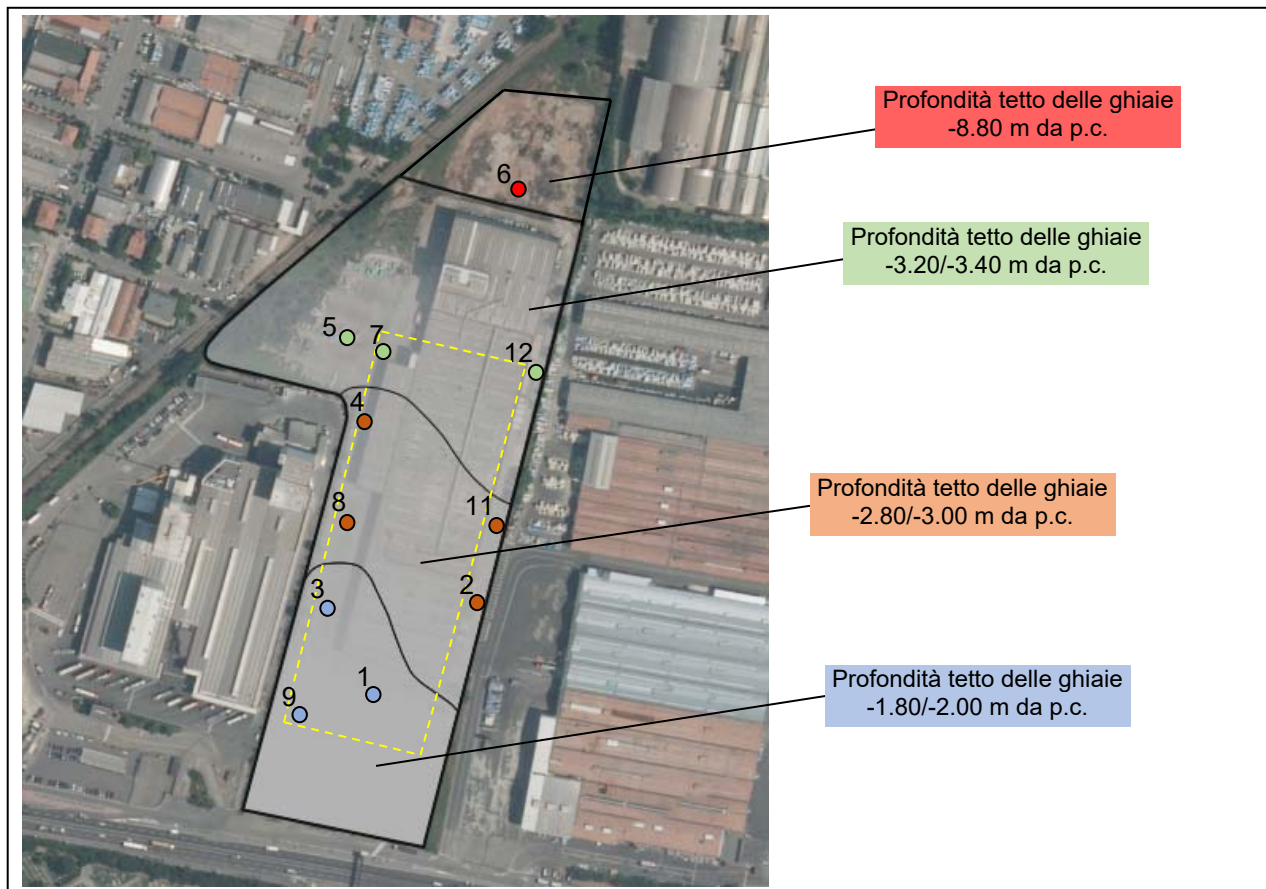 Profondità tetto delle ghiaie
-8.80 m da p.c.
6
Profondità tetto delle ghiaie
-3.20/-3.40 m da p.c.
5
7
12
4
Profondità tetto delle ghiaie
-2.80/-3.00 m da p.c.
8
11
2
3
Profondità tetto delle ghiaie
-1.80/-2.00 m da p.c.
1
9